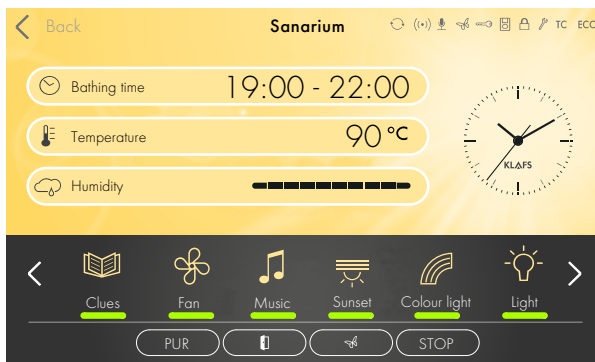 Back
Sanarium
TC ECO
Bathing time
19:00 - 22:00
Temperature
90 °C
Humidity
KLAFS
Clues
Fan
Music
Sunset
Colour light
Light
PUR
STOP